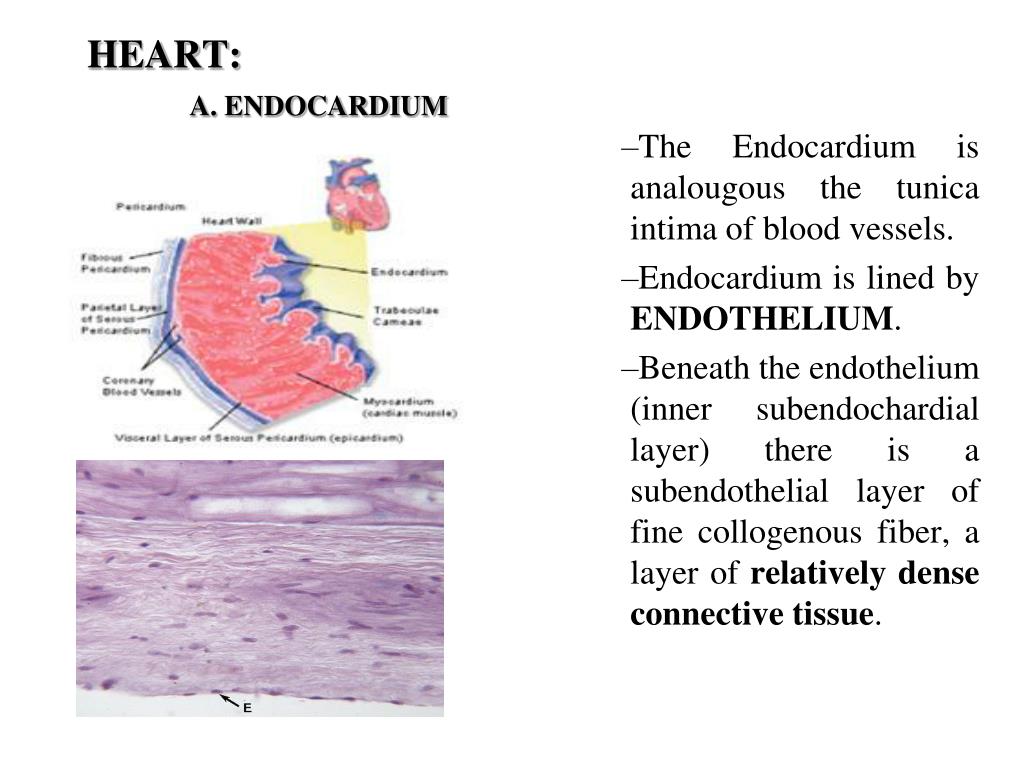 HEART:
A. ENDOCARDIUM
Pericardium
Heart Wall
Fibrous
Pericardium
Endocardium
Parietal Layer
of Serous
Pericardium
Trabeculae
Carneae
Coronary
Blood Vessels
Myocardium
(cardiac muscle)
Visceral Layer of Serous Pericardium (epicardium)
E
–The Endocardium is
analougous the tunica
intima of blood vessels.
–Endocardium is lined by
ENDOTHELIUM.
–Beneath the endothelium
(inner subendochardial
layer) there is a
subendothelial layer of
fine collogenous fiber, a
layer of relatively dense
connective tissue.